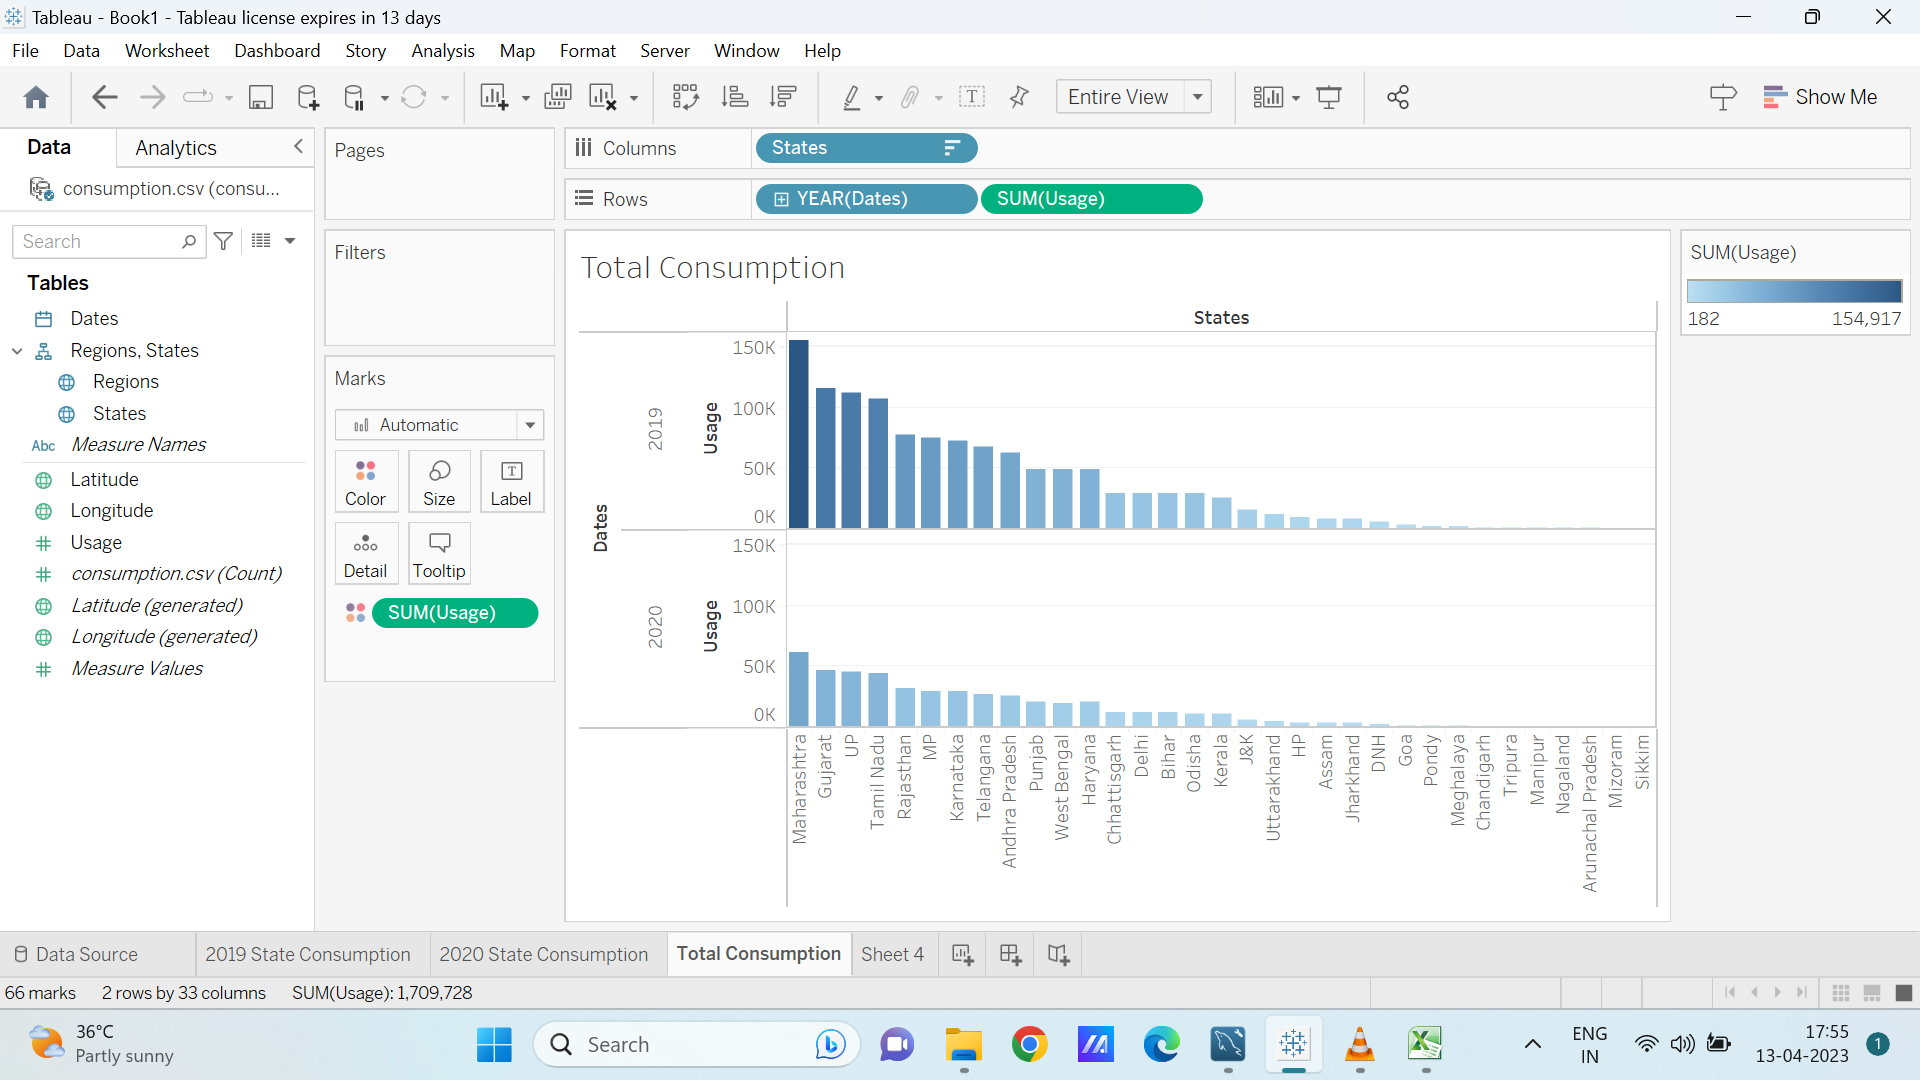 Tableau - Book1 - Tableau license expires in 13 days
File Data Worksheet Dashboard Story Analysis Map Format Server Window Help
Entire View
Show Me
Data Analytics
consumption.csv (consu...
Search
Tables
Dates
Regions, States
Regions
States
Abc Measure Names
Latitude
Longitude
Usage
consumption.csv (Count)
Latitude (generated)
Longitude (generated)
Measure Values
Pages
Filters
Marks
Automatic
Color Size Label
Detail Tooltip
SUM(Usage)
Columns States
Rows YEAR(Dates) SUM(Usage)
Total Consumption
States
Dates
2019
Usage
150K
100K
50K
0K
2020
Usage
150K
100K
50K
0K
Maharashtra
Gujarat
UP
Tamil Nadu
Rajasthan
MP
Karnataka
Telangana
Andhra Pradesh
Punjab
West Bengal
Haryana
Chhattisgarh
Delhi
Bihar
Odisha
Kerala
J&K
Uttarakhand
HP
Assam
Jharkhand
DNH
Goa
Pondy
Meghalaya
Chandigarh
Tripura
Manipur
Nagaland
Arunachal Pradesh
Mizoram
Sikkim
SUM(Usage)
182 154,917
Data Source 2019 State Consumption 2020 State Consumption Total Consumption Sheet 4
66 marks 2 rows by 33 columns SUM(Usage): 1,709,728
36°C
Partly sunny
Search
ENG
IN
17:55
13-04-2023
1